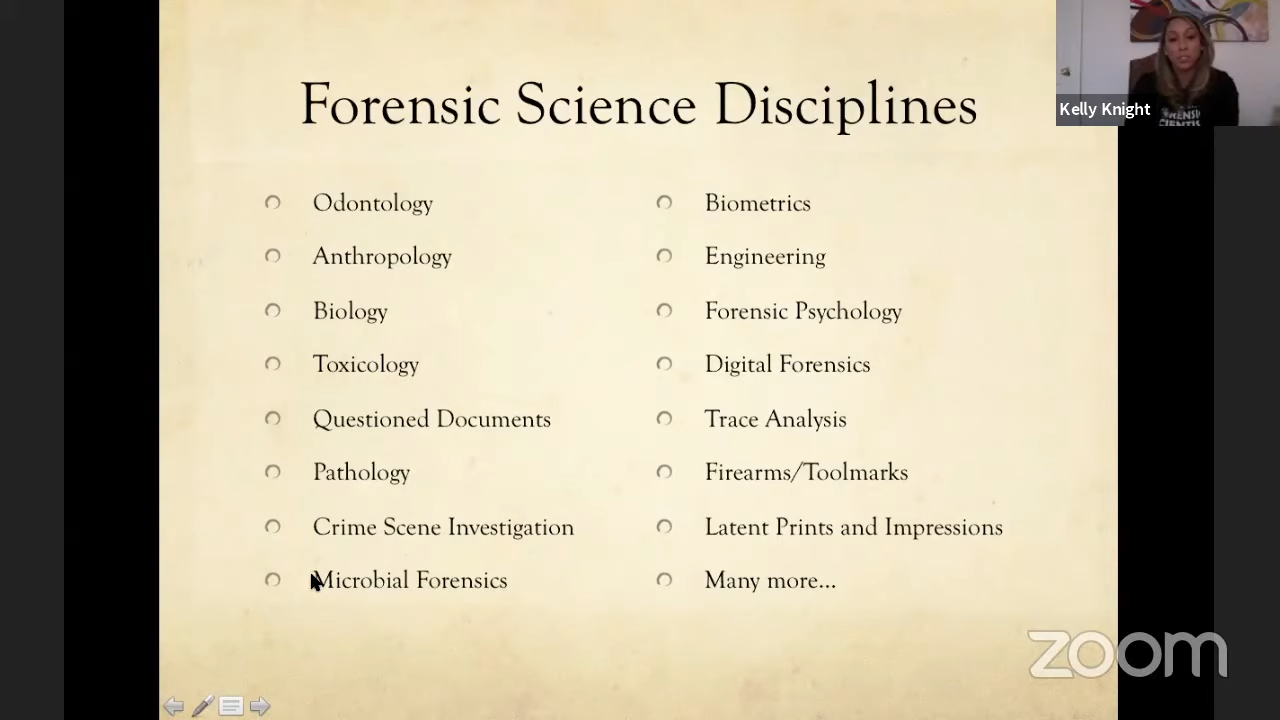 Forensic Science Disciplines
Kelly Knight
Odontology
Anthropology
Biology
Toxicology
Questioned Documents
Pathology
Crime Scene Investigation
Microbial Forensics
Biometrics
Engineering
Forensic Psychology
Digital Forensics
Trace Analysis
Firearms/Toolmarks
Latent Prints and Impressions
Many more...
zoom